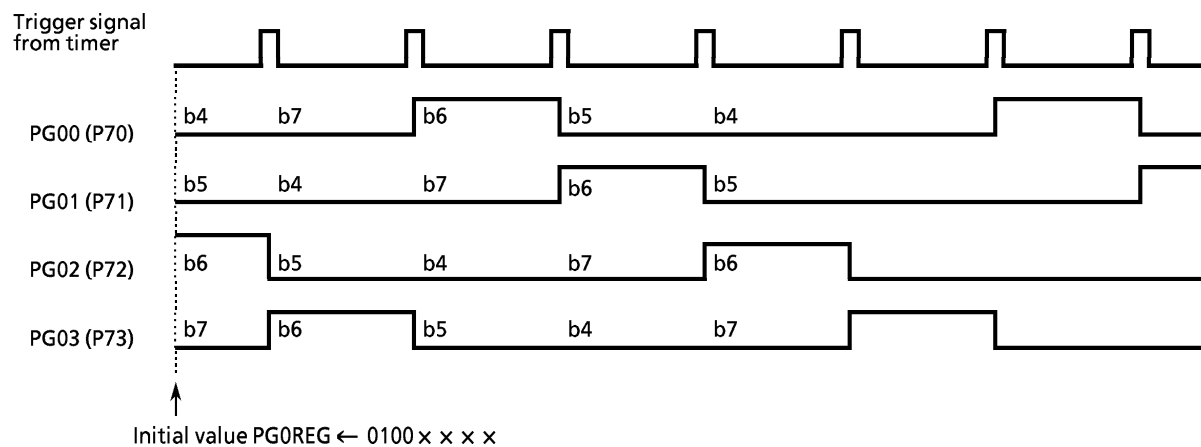 Trigger signal
from timer
PG00 (P70) b4 b7 b6 b5 b4
PG01 (P71) b5 b4 b7 b6 b5
PG02 (P72) b6 b5 b4 b7 b6
PG03 (P73) b7 b6 b5 b4 b7
Initial value PG0REG ← 0100 × × × ×